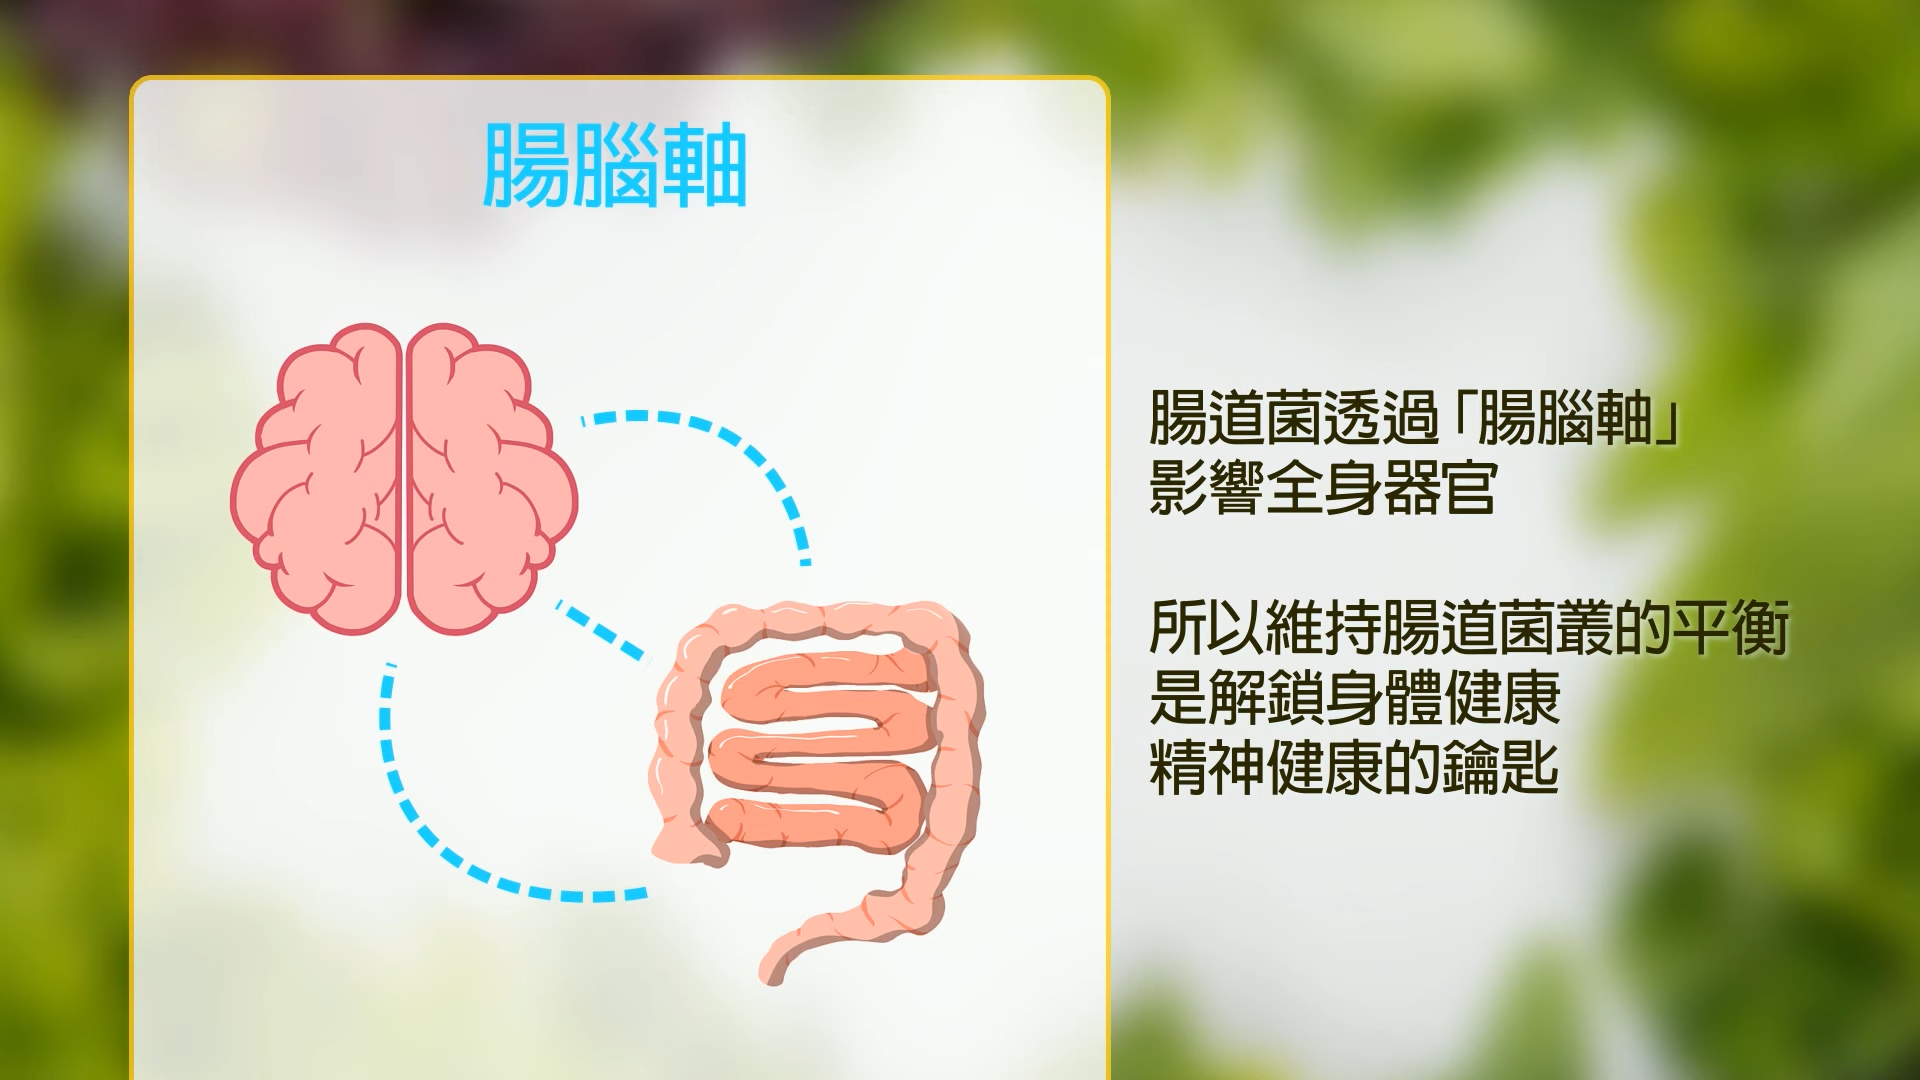 腸腦軸
腸道菌透過「腸腦軸」
影響全身器官
所以維持腸道菌叢的平衡
是解鎖身體健康
精神健康的鑰匙